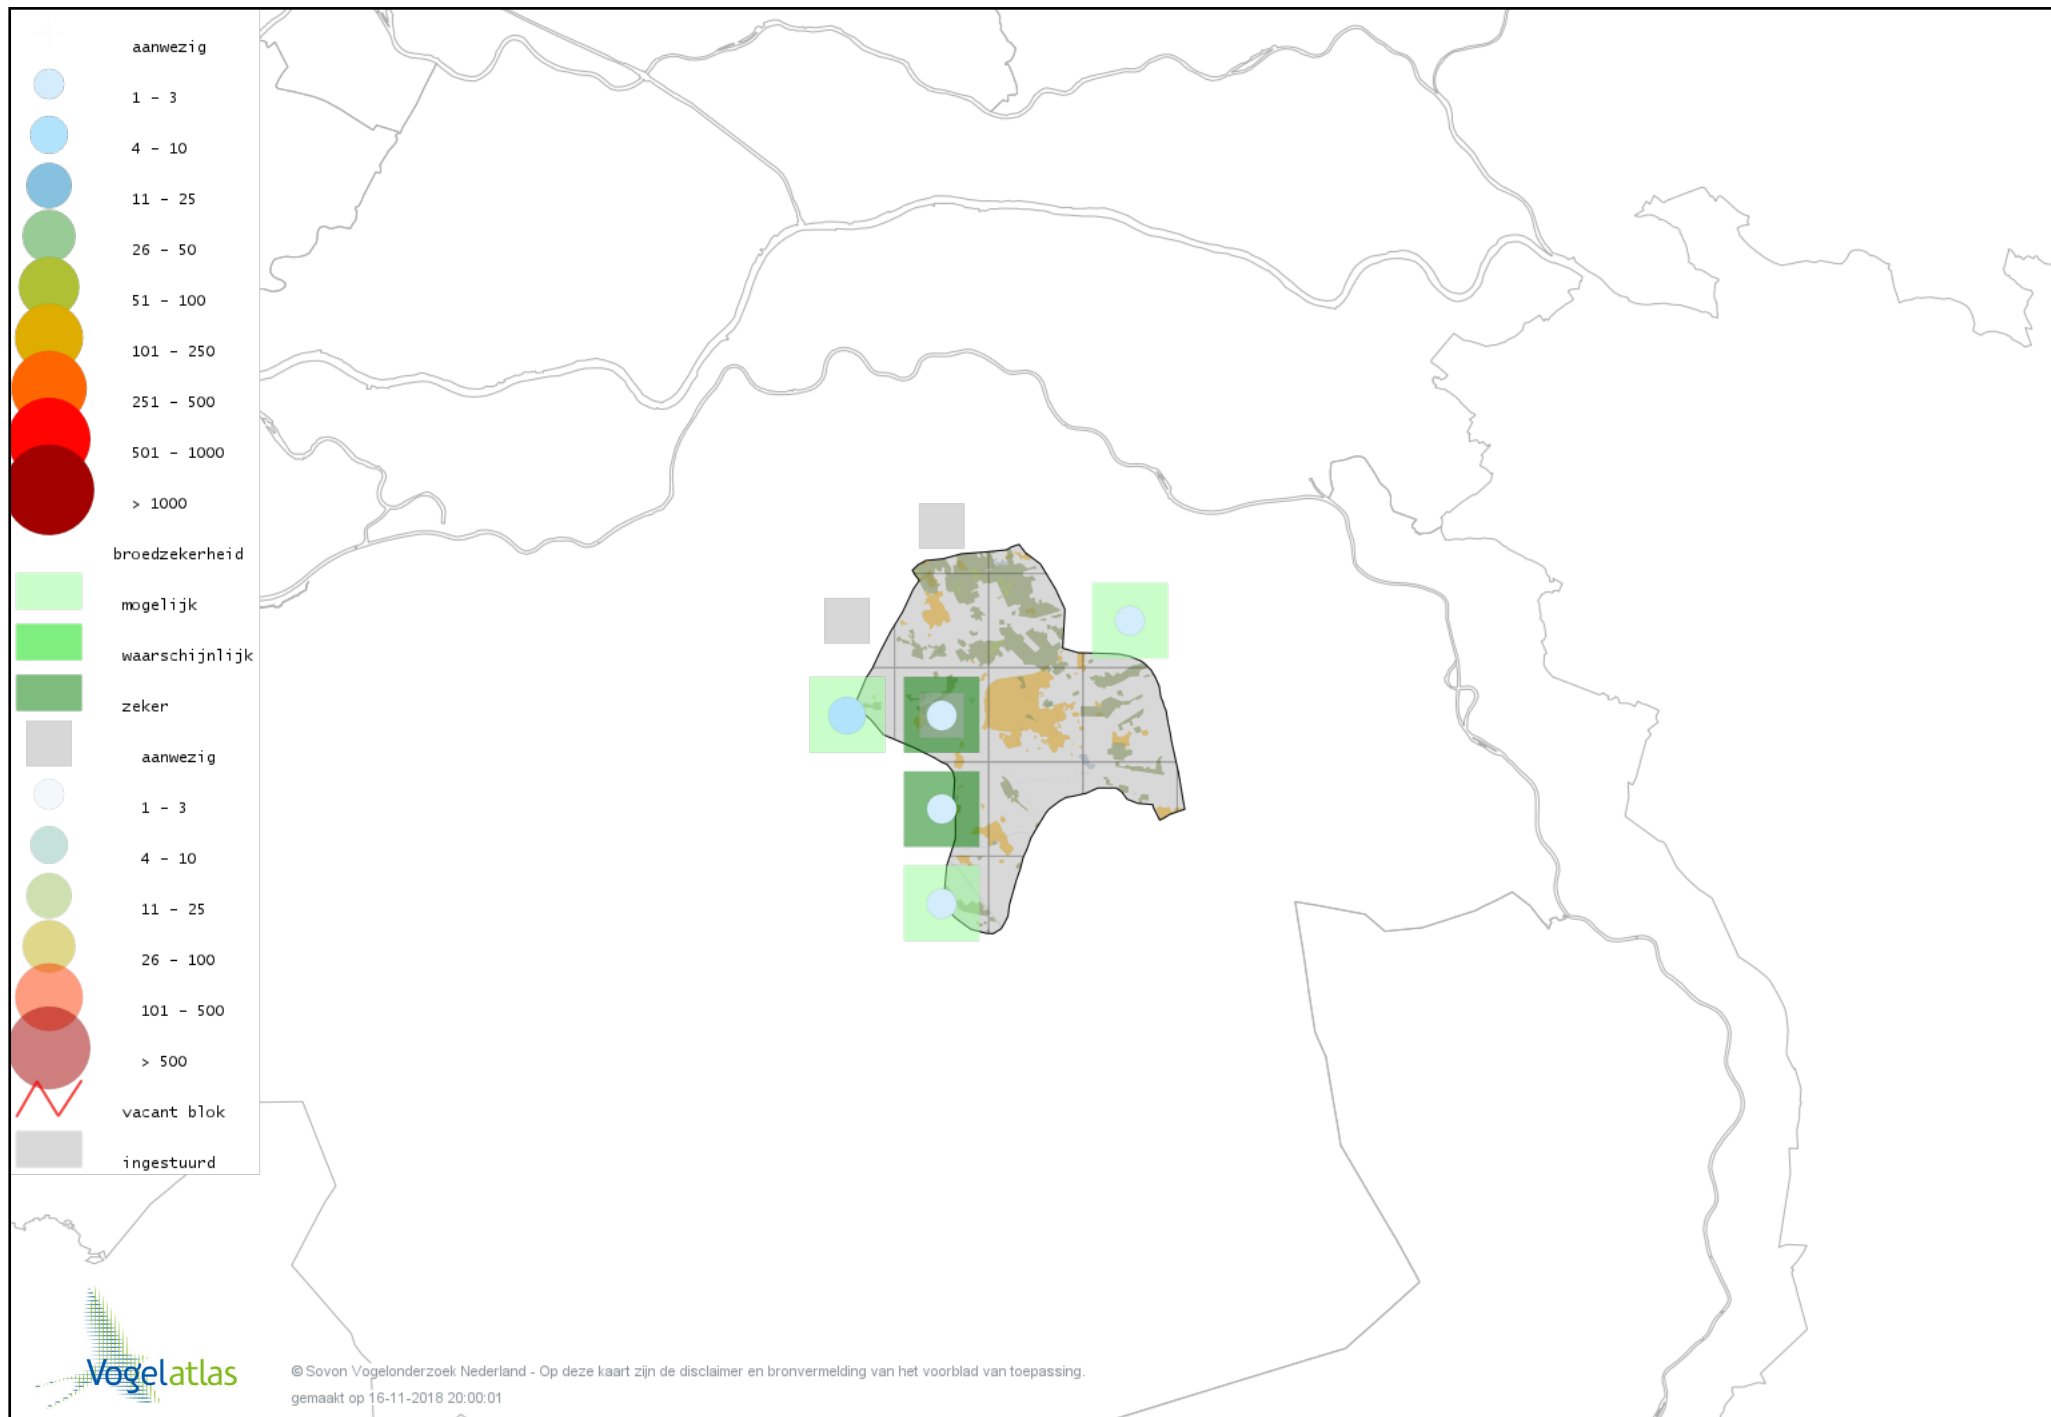 aanwezig
1 - 3
4 - 10
11 - 25
26 - 50
51 - 100
101 - 250
251 - 500
501 - 1000
> 1000
broedzekerheid
mogelijk
waarschijnlijk
zeker
aanwezig
1 - 3
4 - 10
11 - 25
26 - 100
101 - 500
> 500
vacant blok
ingestuurd
Vogelatlas
© Sovon Vogelonderzoek Nederland - Op deze kaart zijn de disclaimer en bronvermelding van het voorblad van toepassing.
gemaakt op 16-11-2018 20:00:01